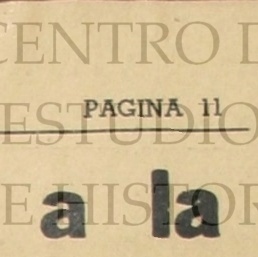 CENTRO D
PAGINA 11
ESTUDIO
a la
E HISTOR